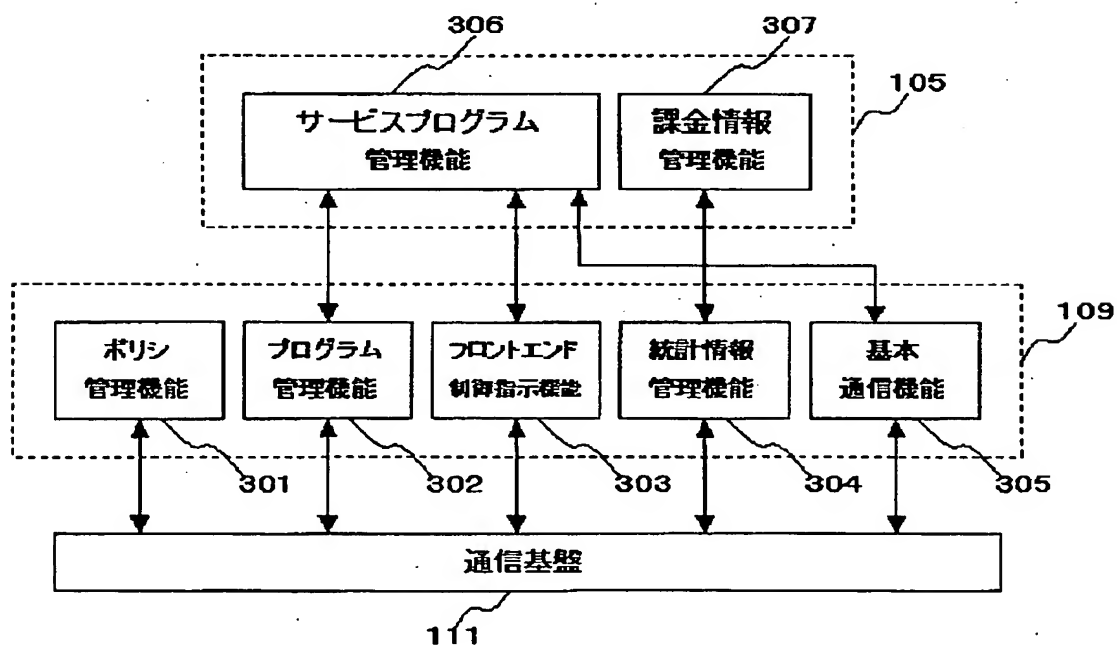 306
307
105
サービスプログラム
管理機能
課金情報
管理機能
109
ポリシ
管理機能
プログラム
管理機能
フロントエンド
制御指示機能
統計情報
管理機能
基本
通信機能
301
302
303
304
305
通信基盤
111